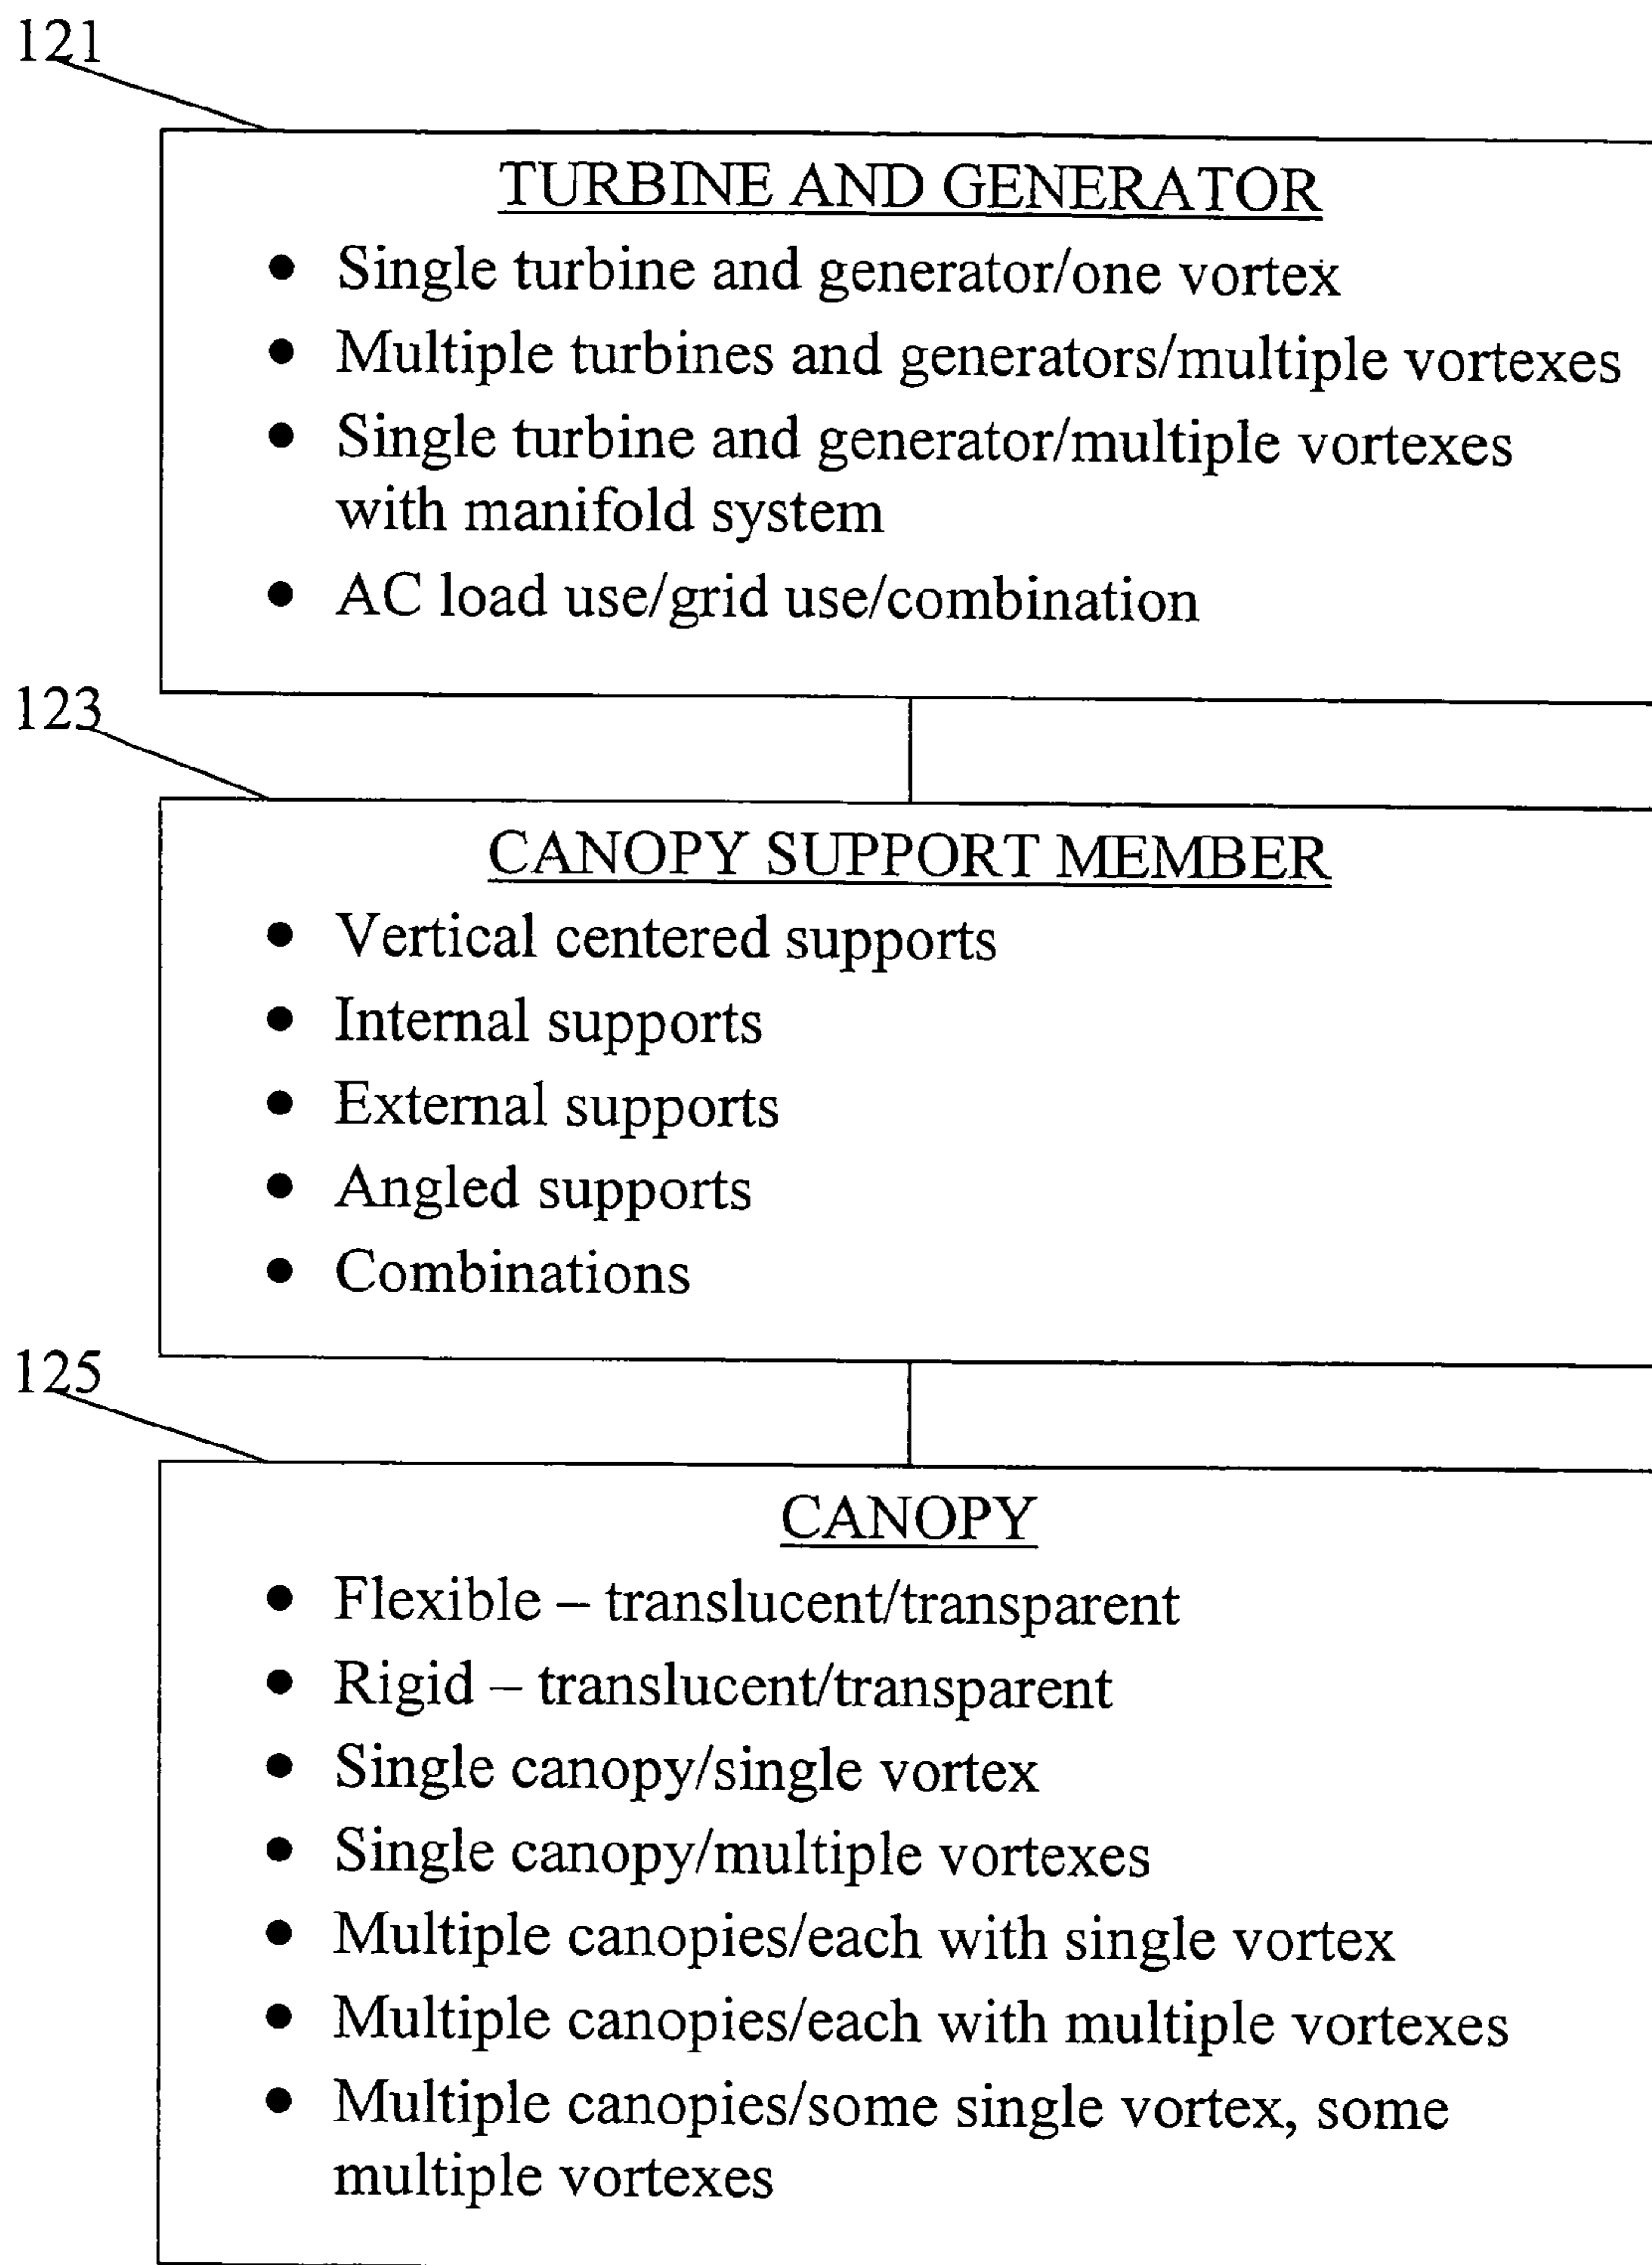 121
TURBINE AND GENERATOR
● Single turbine and generator/one vortex
● Multiple turbines and generators/multiple vortexes
● Single turbine and generator/multiple vortexes
with manifold system
● AC load use/grid use/combination
123
CANOPY SUPPORT MEMBER
● Vertical centered supports
● Internal supports
● External supports
● Angled supports
● Combinations
125
CANOPY
● Flexible – translucent/transparent
● Rigid – translucent/transparent
● Single canopy/single vortex
● Single canopy/multiple vortexes
● Multiple canopies/each with single vortex
● Multiple canopies/each with multiple vortexes
● Multiple canopies/some single vortex, some
multiple vortexes